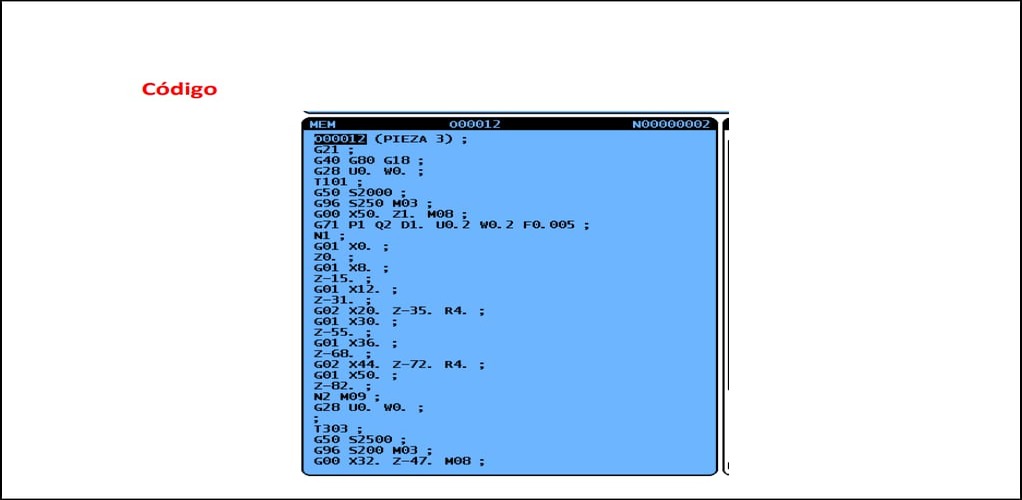 Código
MEM O00012 N00000002
O00012 (PIEZA 3) ;
G21 ;
G40 G80 G18 ;
G28 U0. W0. ;
T101 ;
G50 S2000 ;
G96 S250 M03 ;
G00 X50. Z1. M08 ;
G71 P1 Q2 D1. U0.2 W0.2 F0.005 ;
N1 ;
G01 X0. ;
Z0. ;
G01 X8. ;
Z-15. ;
G01 X12. ;
Z-31. ;
G02 X20. Z-35. R4. ;
G01 X30. ;
Z-55. ;
G01 X36. ;
Z-68. ;
G02 X44. Z-72. R4. ;
G01 X50. ;
Z-82. ;
N2 M09 ;
G28 U0. W0. ;
;
T303 ;
G50 S2500 ;
G96 S200 M03 ;
G00 X32. Z-47. M08 ;